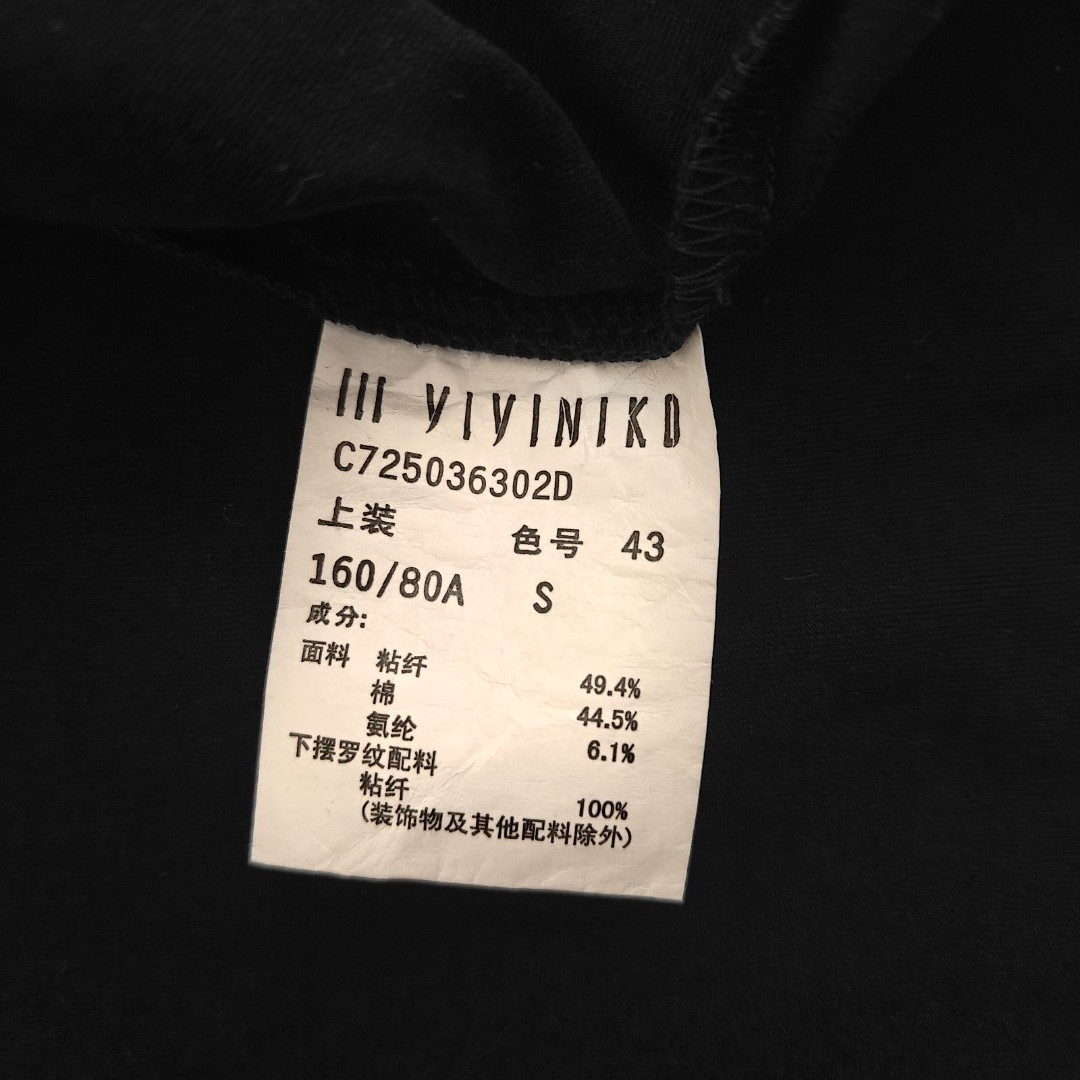 III VIVINIKO
C725036302D
上装 色号 43
160/80A S
成分:
面料 粘纤 49.4%
棉 44.5%
氨纶 6.1%
下摆罗纹配料
粘纤 100%
(装饰物及其他配料除外)